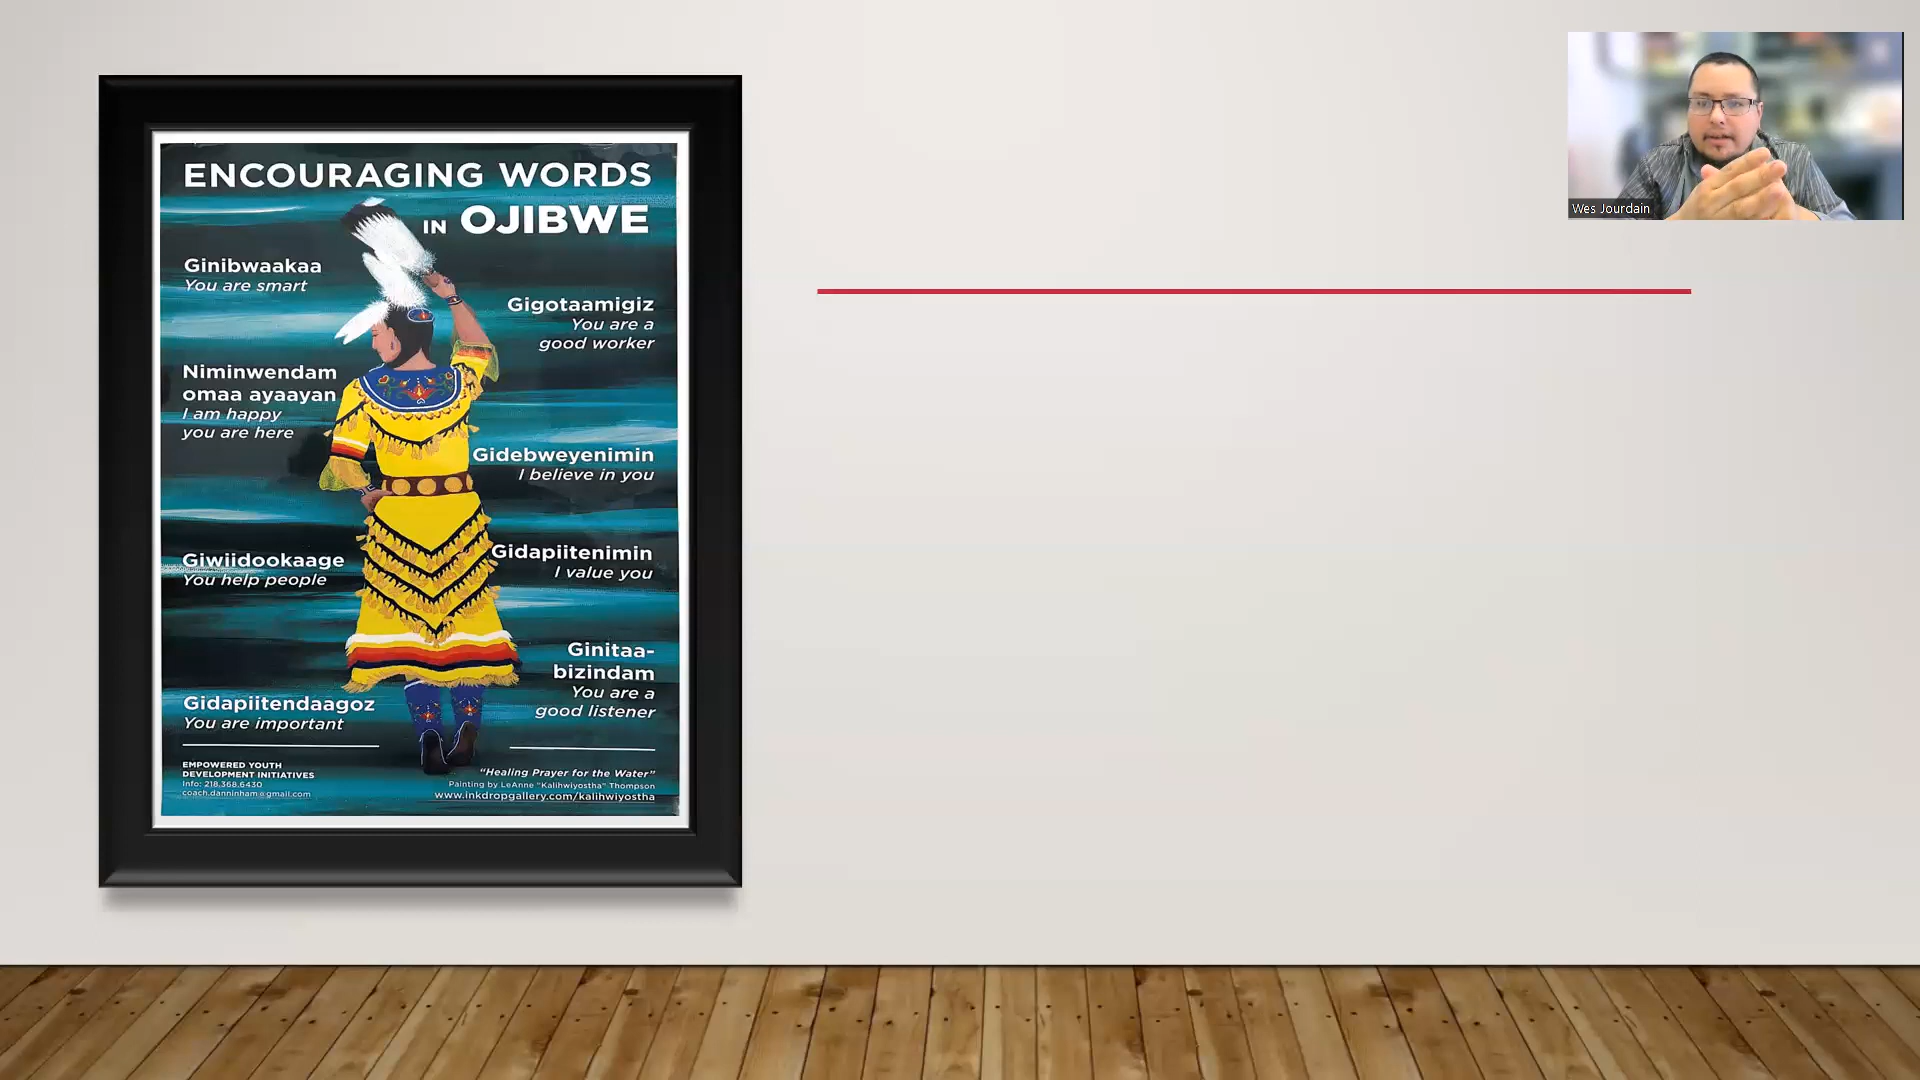 ENCOURAGING WORDS
IN OJIBWE
Ginibwaakaa
You are smart
Gigotaamigiz
You are a
good worker
Niminwendam
omaa ayaayan
I am happy
you are here
Gidebweyenimin
I believe in you
Giwiidookaage
You help people
Gidapiitenimin
I value you
Ginitaa-
bizindam
You are a
good listener
Gidapiitendaagoz
You are important
EMPOWERED YOUTH
DEVELOPMENT INITIATIVES
Info: 218.368.6430
coach.danninham@gmail.com
“Healing Prayer for the Water”
Painting by LeAnne “Kalihwiyostha” Thompson
www.inkdropgallery.com/kalihwiyostha
Wes Jourdain